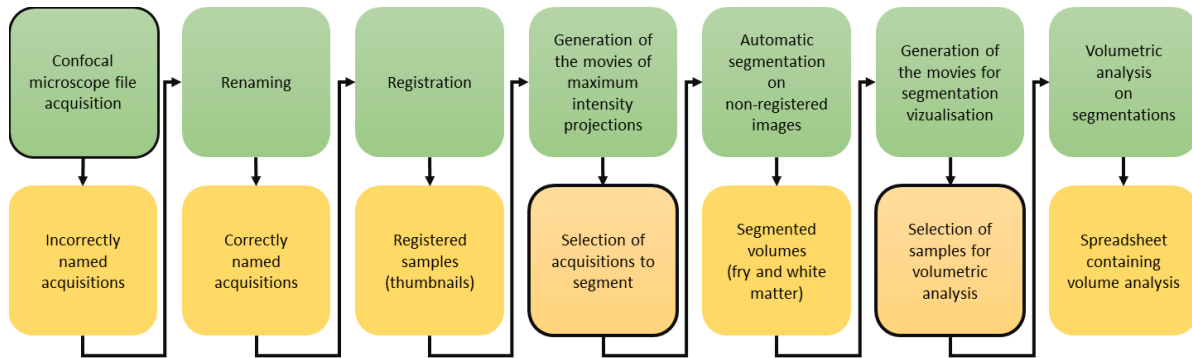 Confocal
microscope file
acquisition
Renaming
Registration
Generation of
the movies of
maximum
intensity
projections
Automatic
segmentation
on
non-registered
images
Generation of
the movies for
segmentation
vizualisation
Volumetric
analysis
on
segmentations
Incorrectly
named
acquisitions
Correctly
named
acquisitions
Registered
samples
(thumbnails)
Selection of
acquisitions to
segment
Segmented
volumes
(fry and white
matter)
Selection of
samples for
volumetric
analysis
Spreadsheet
containing
volume analysis